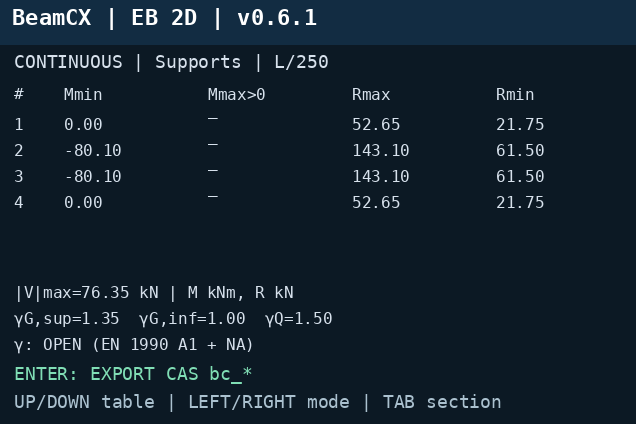 BeamCX | EB 2D | v0.6.1
CONTINUOUS | Supports | L/250
# Mmin Mmax>0 Rmax Rmin
1 0.00 — 52.65 21.75
2 -80.10 — 143.10 61.50
3 -80.10 — 143.10 61.50
4 0.00 — 52.65 21.75
|V|max=76.35 kN | M kNm, R kN
γG,sup=1.35 γG,inf=1.00 γQ=1.50
γ: OPEN (EN 1990 A1 + NA)
ENTER: EXPORT CAS bc_*
UP/DOWN table | LEFT/RIGHT mode | TAB section